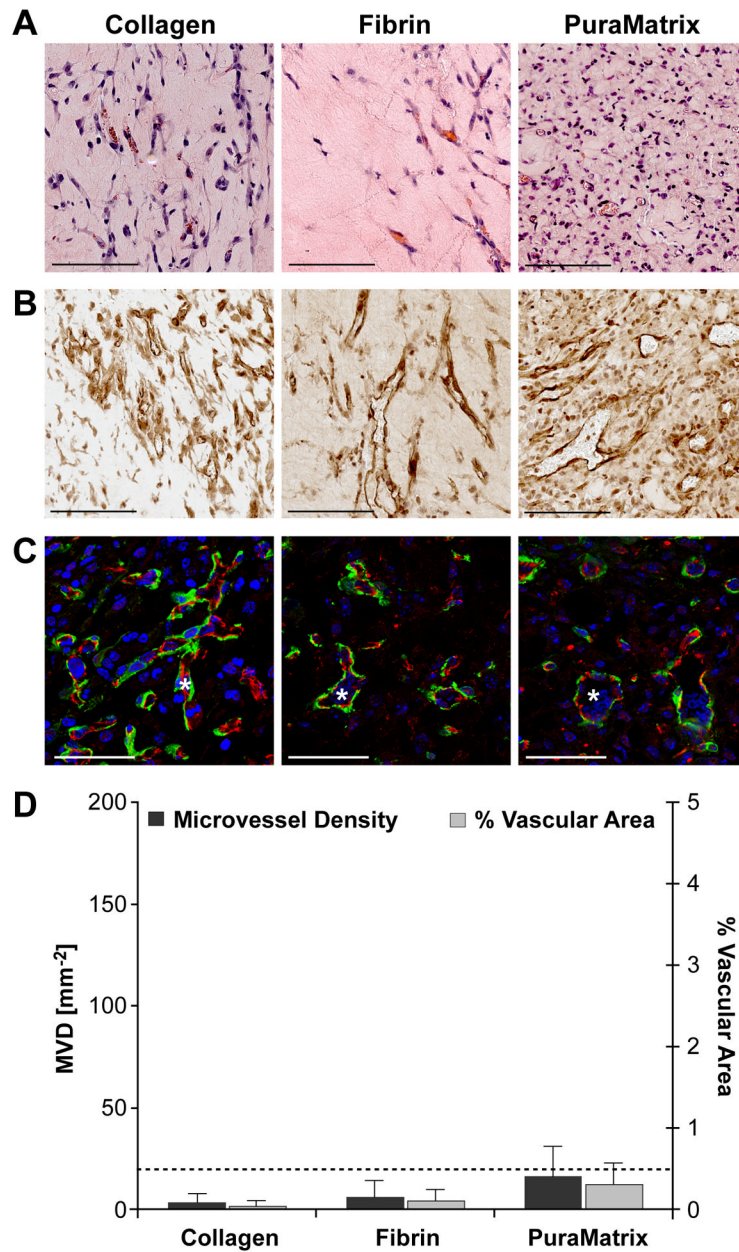 A
Collagen
Fibrin
PuraMatrix
B
C
*
*
*
D
200
150
100
50
0
MVD [mm-2]
Microvessel Density
% Vascular Area
5
4
3
2
1
0
% Vascular Area
Collagen
Fibrin
PuraMatrix